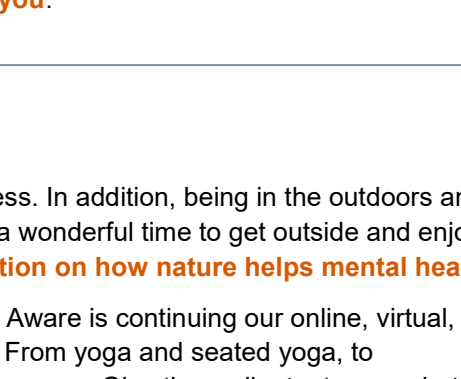 you.
ess. In addition, being in the outdoors an
a wonderful time to get outside and enjo
tion on how nature helps mental hea
Aware is continuing our online, virtual,
From yoga and seated yoga, to